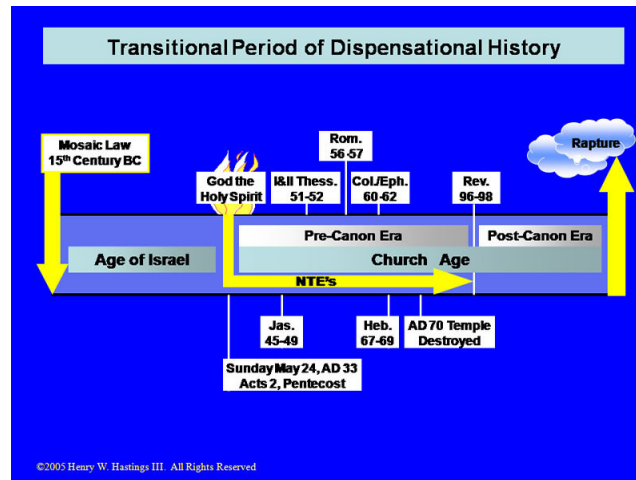 Transitional Period of Dispensational History
Mosaic Law
15th Century BC
God the
Holy Spirit
I&II Thess.
51-52
Rom.
56-57
Col./Eph.
60-62
Rev.
96-98
Rapture
Age of Israel
Pre-Canon Era
Post-Canon Era
Church Age
NTE's
Jas.
45-49
Heb.
67-69
AD 70 Temple
Destroyed
Sunday May 24, AD 33
Acts 2, Pentecost
©2005 Henry W. Hastings III. All Rights Reserved